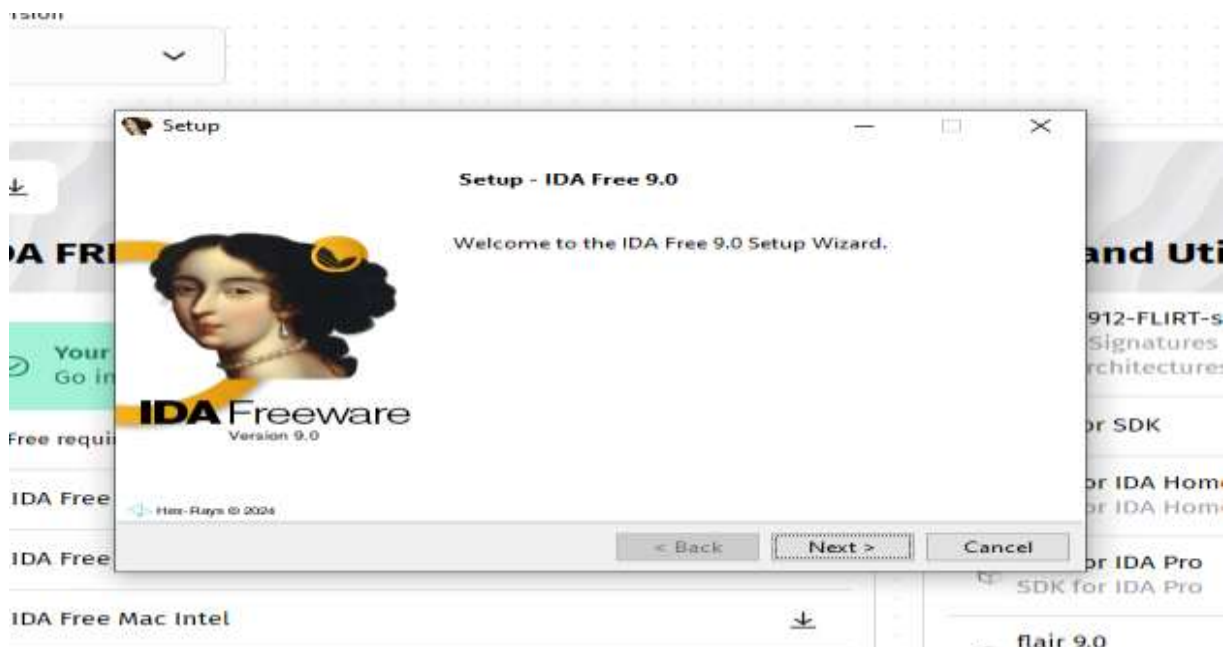 Setup
Setup - IDA Free 9.0
Welcome to the IDA Free 9.0 Setup Wizard.
IDA Freeware
Version 9.0
Hex-Rays © 2024
< Back
Next >
Cancel
A FR
Your
Go in
Free requi
IDA Free
IDA Free
IDA Free Mac Intel
and Uti
912-FLIRT-s
Signatures
rchitectures
or SDK
or IDA Home
or IDA Home
or IDA Pro
SDK for IDA Pro
flair 9.0